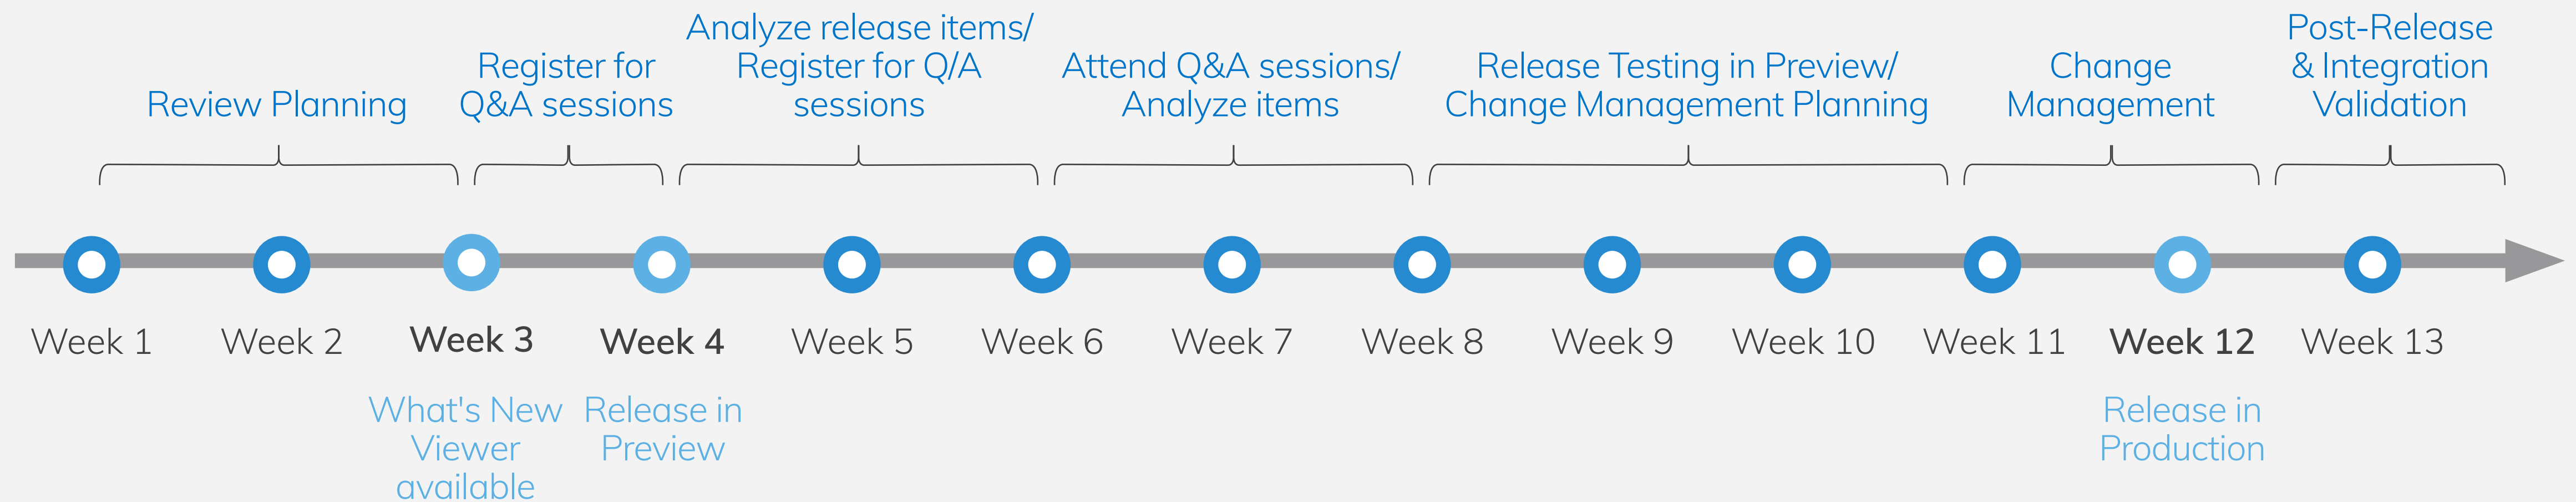 Review Planning
Register for
Q&A sessions
Analyze release items/
Register for Q/A
sessions
Attend Q&A sessions/
Analyze items
Release Testing in Preview/
Change Management Planning
Change
Management
Post-Release
& Integration
Validation
Week 1
Week 2
Week 3
Week 4
Week 5
Week 6
Week 7
Week 8
Week 9
Week 10
Week 11
Week 12
Week 13
What's New
Viewer
available
Release in
Preview
Release in
Production